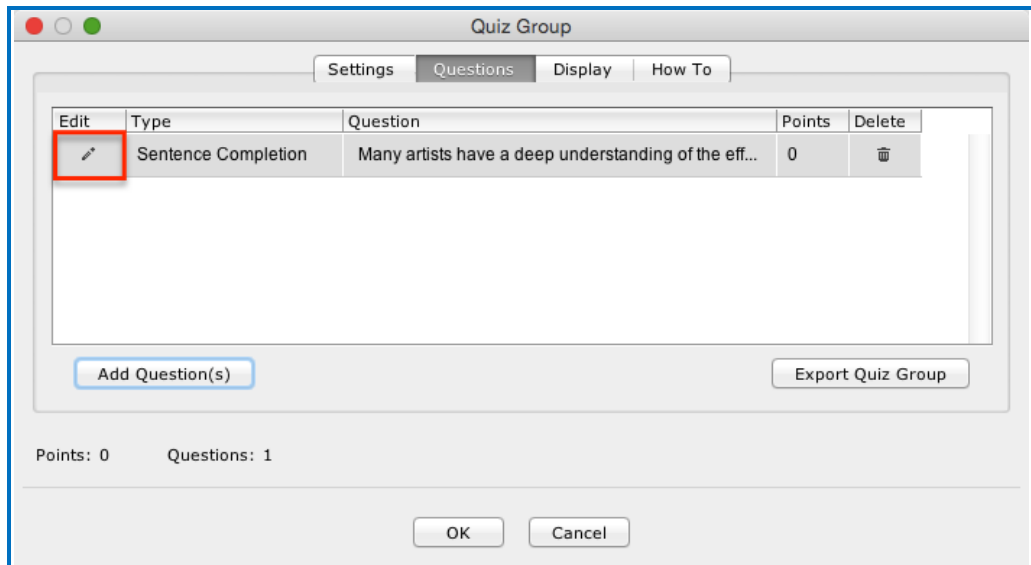 Quiz Group
Settings Questions Display How To
Edit Type Question Points Delete
Sentence Completion Many artists have a deep understanding of the eff... 0
Add Question(s) Export Quiz Group
Points: 0 Questions: 1
OK Cancel